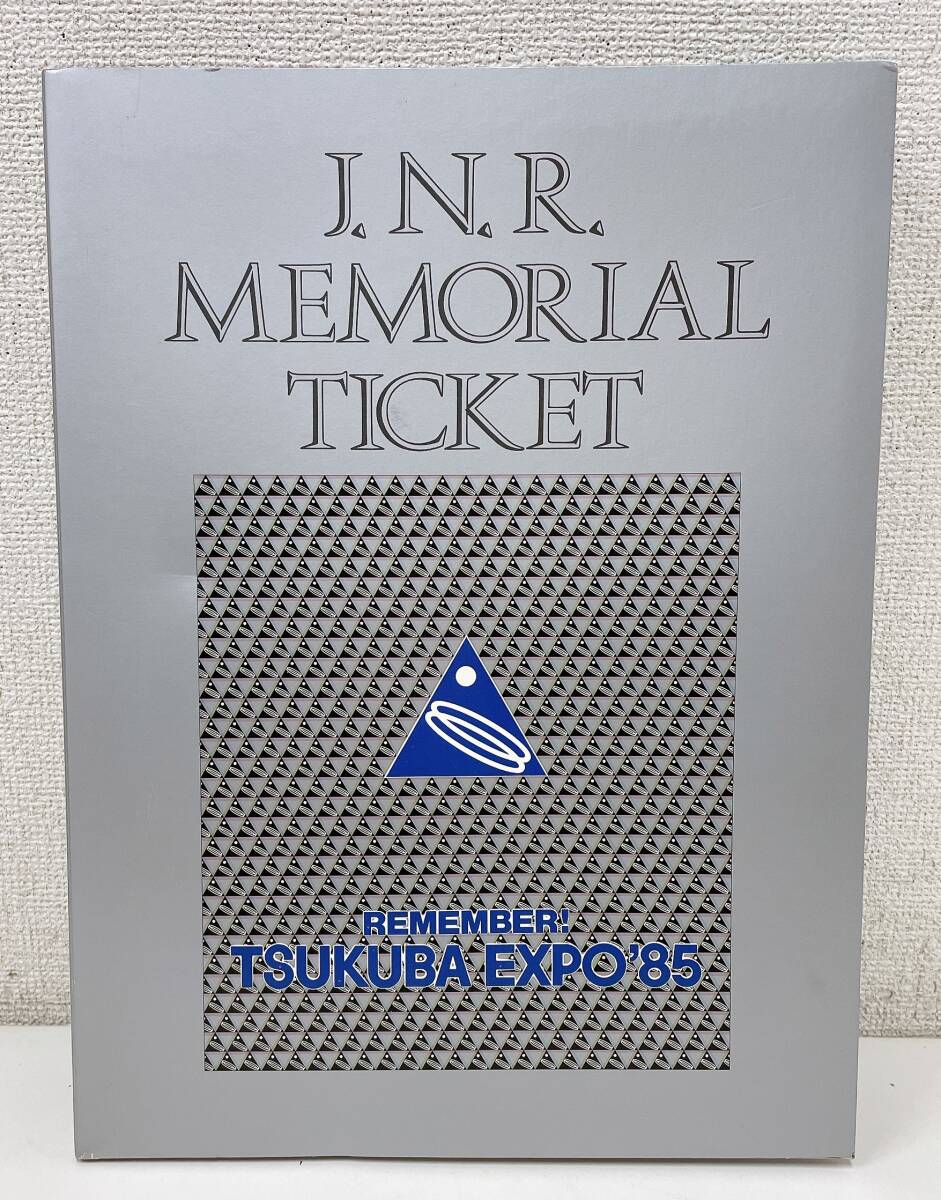 J.N.R.
MEMORIAL
TICKET
REMEMBER!
TSUKUBA EXPO'85